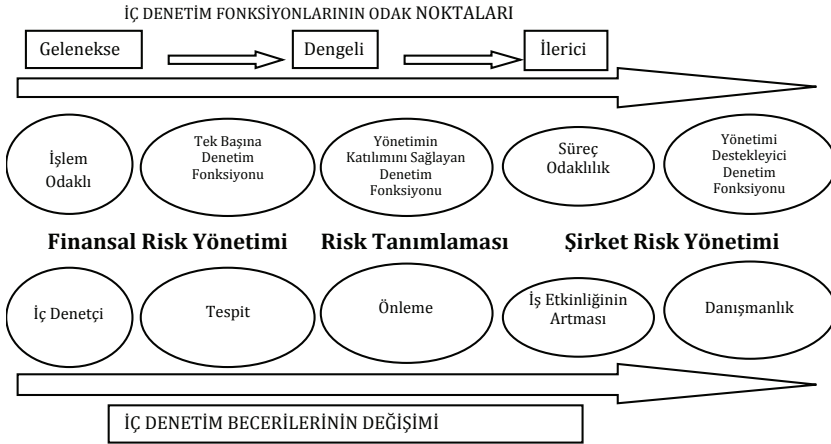 İÇ DENETİM FONKSİYONLARININ ODAK NOKTALARI
Gelenekse
Dengeli
İlerici
İşlem
Odaklı
Tek Başına
Denetim
Fonksiyonu
Yönetimin
Katılımını Sağlayan
Denetim
Fonksiyonu
Süreç
Odaklılık
Yönetimi
Destekleyici
Denetim
Fonksiyonu
Finansal Risk Yönetimi
Risk Tanımlaması
Şirket Risk Yönetimi
İç Denetçi
Tespit
Önleme
İş Etkinliğinin
Artması
Danışmanlık
İÇ DENETİM BECERİLERİNİN DEĞİŞİMİ